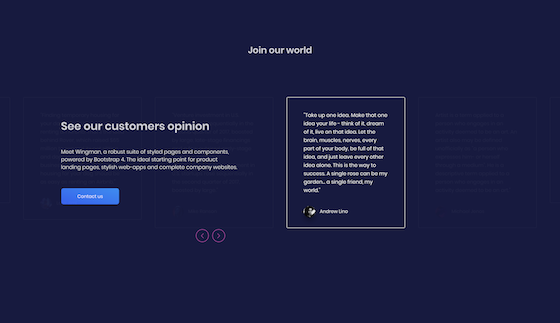 Join our world
See our customers opinion
Meet Wingman, a robust suite of styled pages and components,
powered by Bootstrap 4. The ideal starting point for product
landing pages, stylish web-apps and complete company websites.
Contact us
"Take up one idea. Make that one
idea your life - think of it, dream
of it, live on that idea. Let the
brain, muscles, nerves, every
part of your body, be full of that
idea, and just leave every other
idea alone. This is the way to
success. A single rose can be my
garden... a single friend, my
world."
Andrew Uno